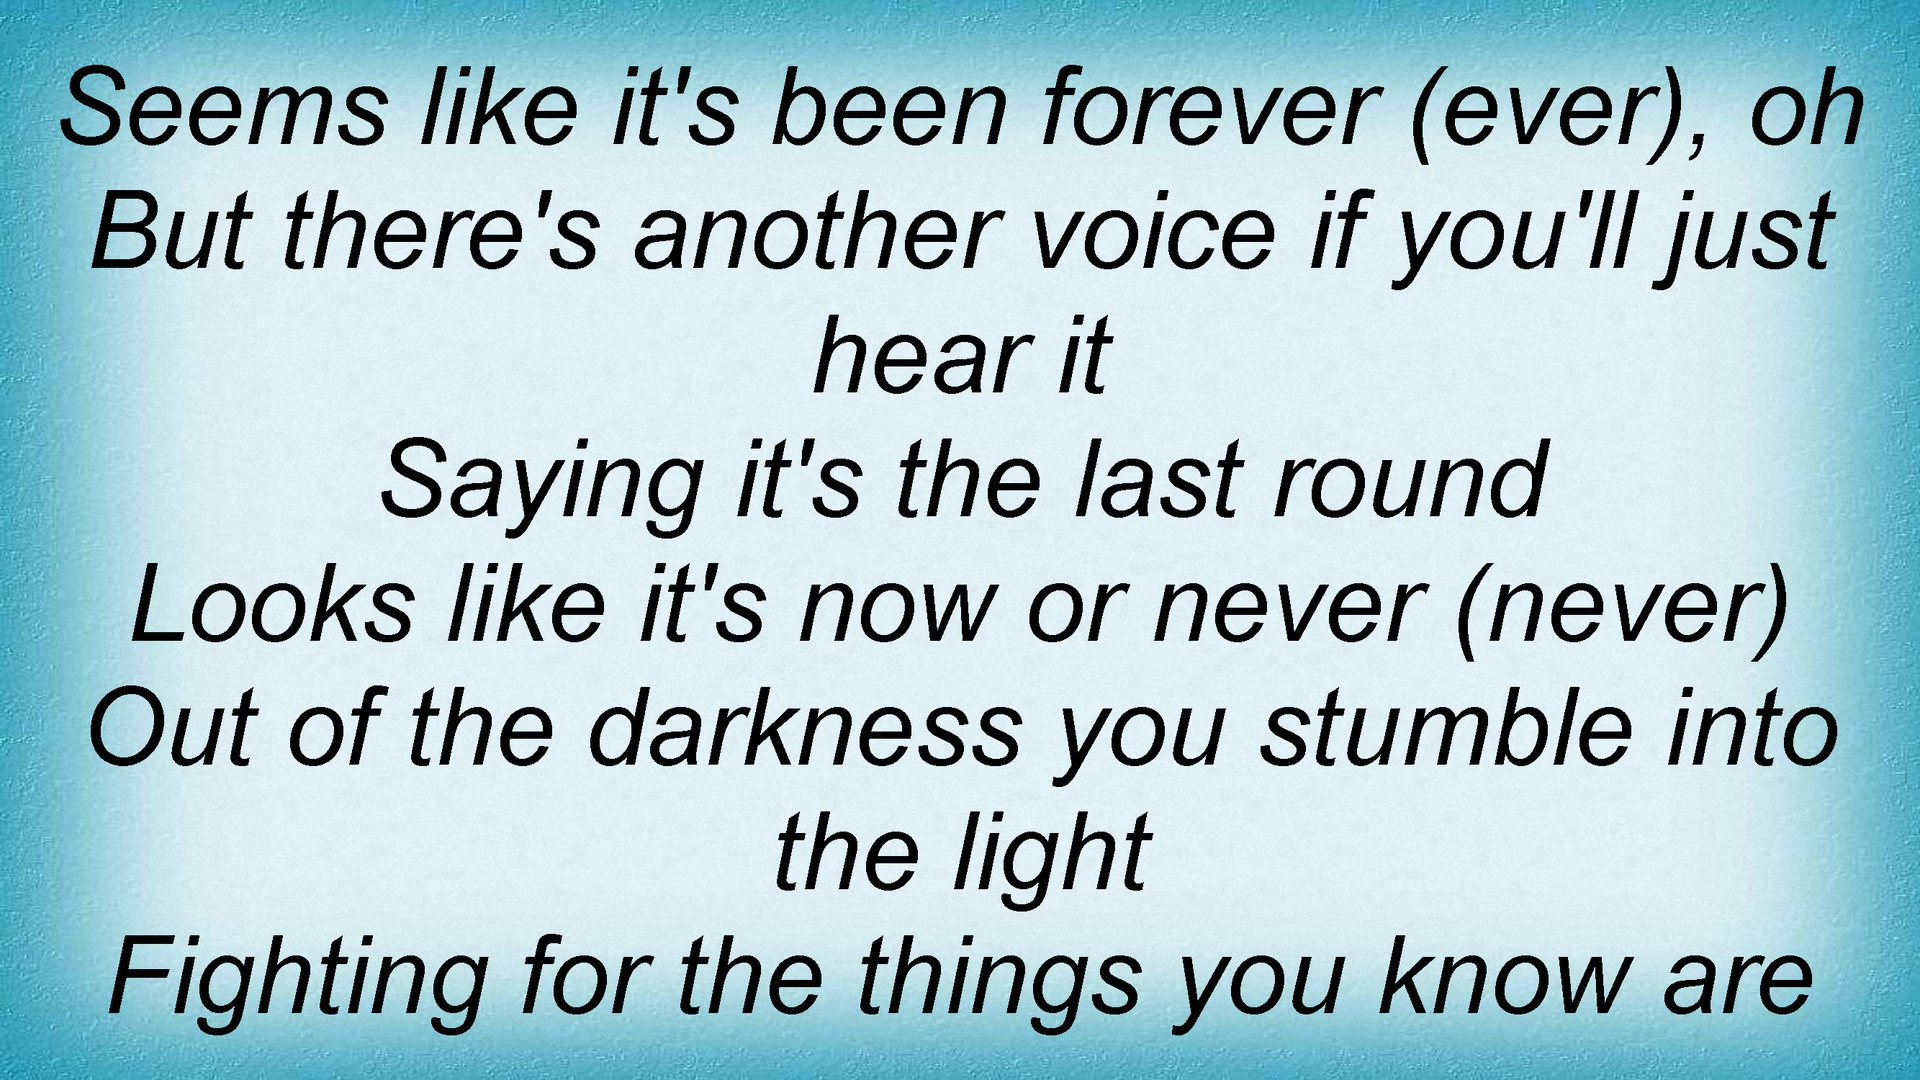 Seems like it's been forever (ever), oh
But there's another voice if you'll just
hear it
Saying it's the last round
Looks like it's now or never (never)
Out of the darkness you stumble into
the light
Fighting for the things you know are